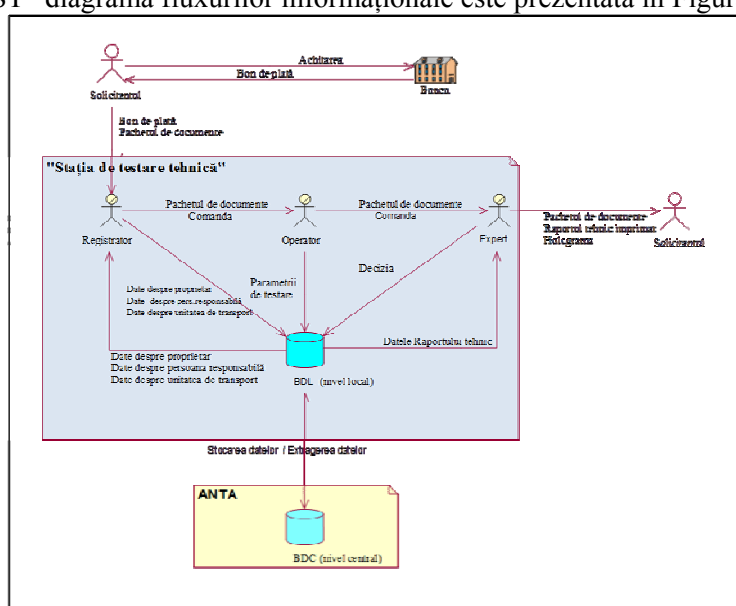 diagrama fluxurilor informaționale este prezentată în Figur
Achitarea
Bon de plată
Solicitantul
Banca
Bon de plată
Pachetul de documente
"Stația de testare tehnică"
Pachetul de documente
Comanda
Pachetul de documente
Comanda
Registrator
Operator
Expert
Pachetul de documente
Raportul tehnic imprimat
Holograma
Solicitantul
Decizia
Parametrii
de testare
Date despre proprietar
Date despre pers.responsabilă
Date despre unitatea de transport
Datele Raportului tehnic
Date despre proprietar
Date despre persoana responsabilă
Date despre unitatea de transport
BDL (nivel local)
Stocarea datelor / Extragerea datelor
ANTA
BDC (nivel central)